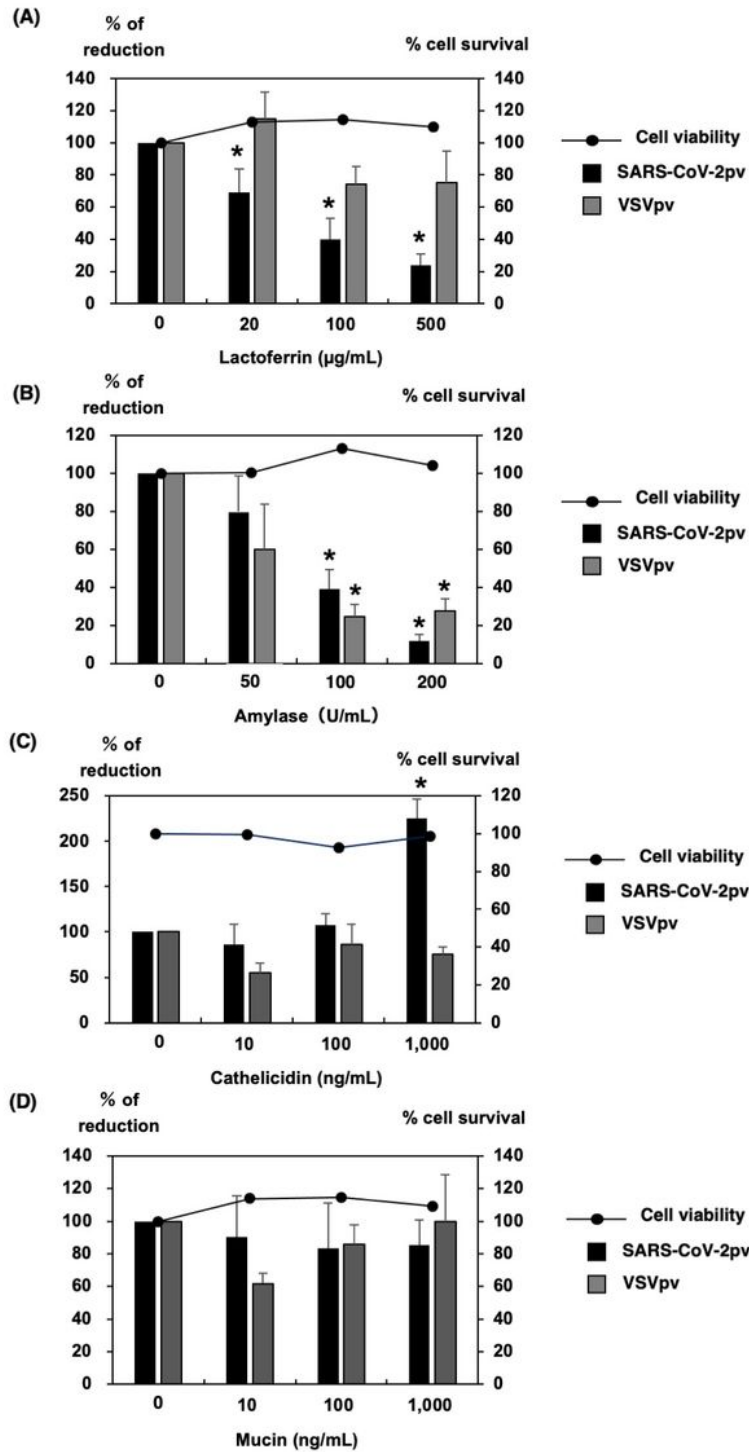 (A)
% of
reduction
% cell survival
140
120
100
80
60
40
20
0
140
120
100
80
60
40
20
0
*
*
*
0 20 100 500
Lactoferrin (µg/mL)
Cell viability
SARS-CoV-2pv
VSVpv
(B)
% of
reduction
% cell survival
120
100
80
60
40
20
0
120
100
80
60
40
20
0
*
*
*
*
0 50 100 200
Amylase (U/mL)
Cell viability
SARS-CoV-2pv
VSVpv
(C)
% of
reduction
% cell survival
250
200
150
100
50
0
120
100
80
60
40
20
0
*
0 10 100 1,000
Cathelicidin (ng/mL)
Cell viability
SARS-CoV-2pv
VSVpv
(D)
% of
reduction
% cell survival
140
120
100
80
60
40
20
0
140
120
100
80
60
40
20
0
0 10 100 1,000
Mucin (ng/mL)
Cell viability
SARS-CoV-2pv
VSVpv